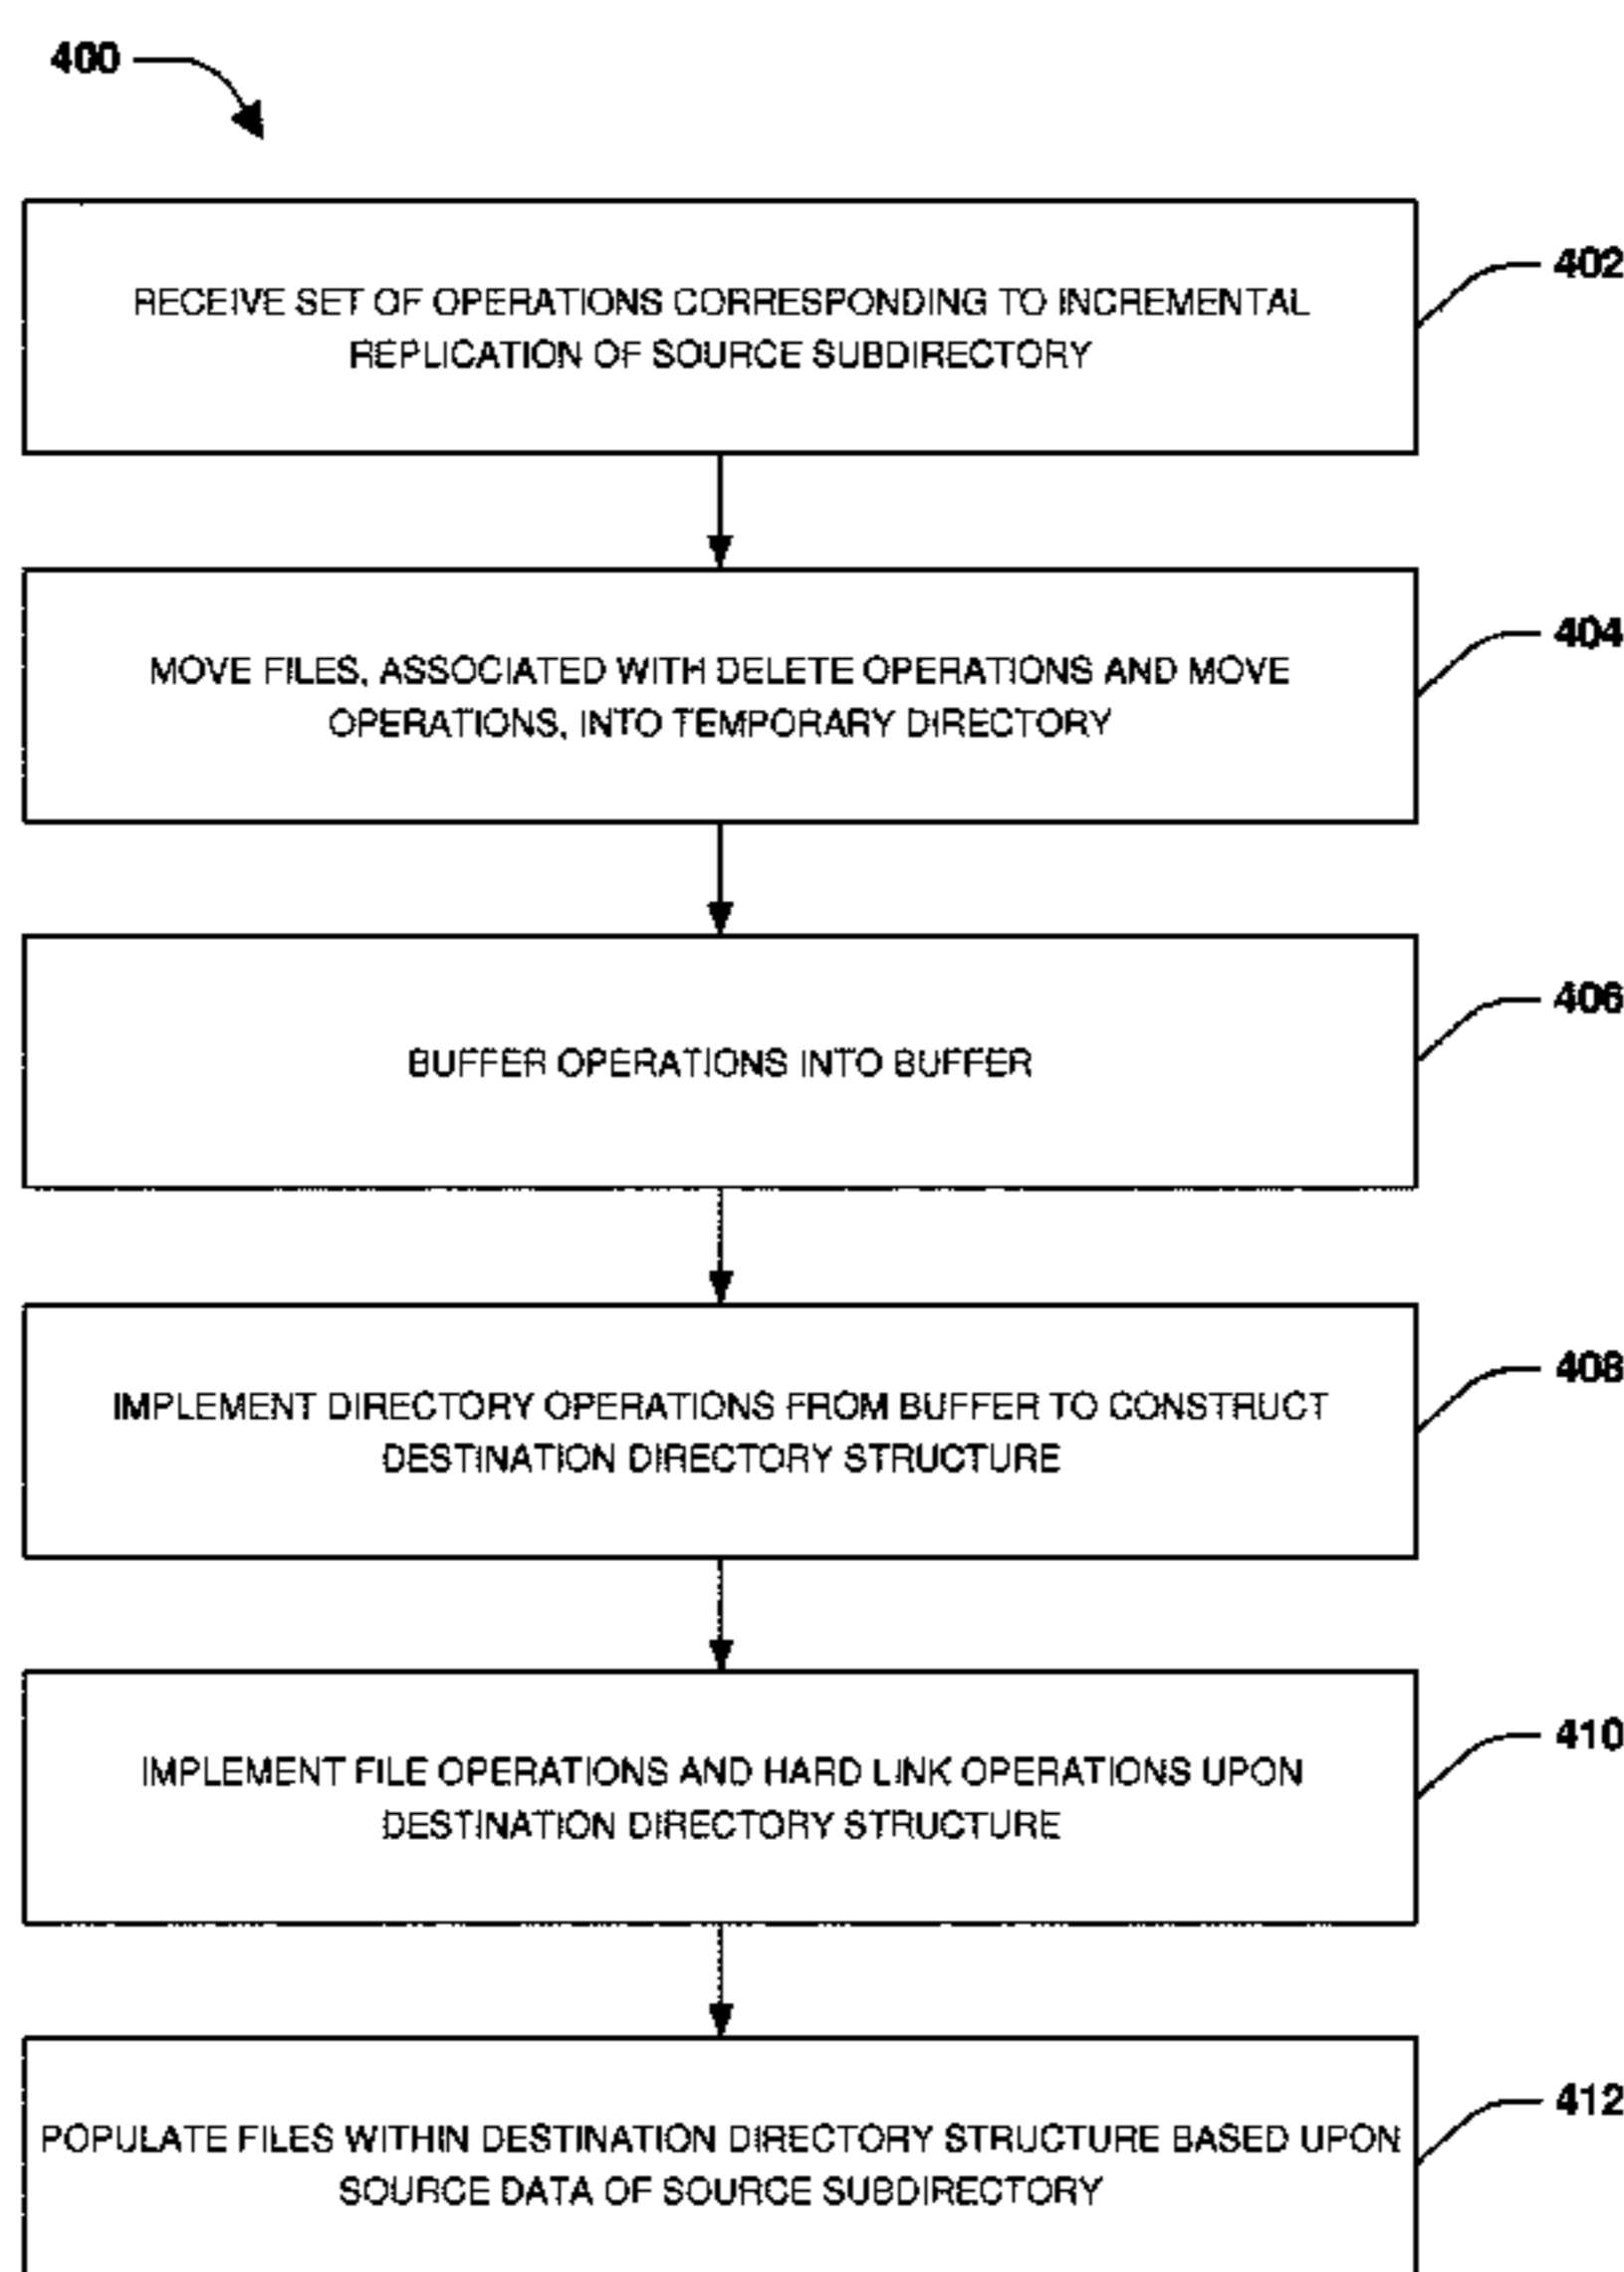 400
402
RECEIVE SET OF OPERATIONS CORRESPONDING TO INCREMENTAL
REPLICATION OF SOURCE SUBDIRECTORY
404
MOVE FILES, ASSOCIATED WITH DELETE OPERATIONS AND MOVE
OPERATIONS, INTO TEMPORARY DIRECTORY
406
BUFFER OPERATIONS INTO BUFFER
408
IMPLEMENT DIRECTORY OPERATIONS FROM BUFFER TO CONSTRUCT
DESTINATION DIRECTORY STRUCTURE
410
IMPLEMENT FILE OPERATIONS AND HARD LINK OPERATIONS UPON
DESTINATION DIRECTORY STRUCTURE
412
POPULATE FILES WITHIN DESTINATION DIRECTORY STRUCTURE BASED UPON
SOURCE DATA OF SOURCE SUBDIRECTORY